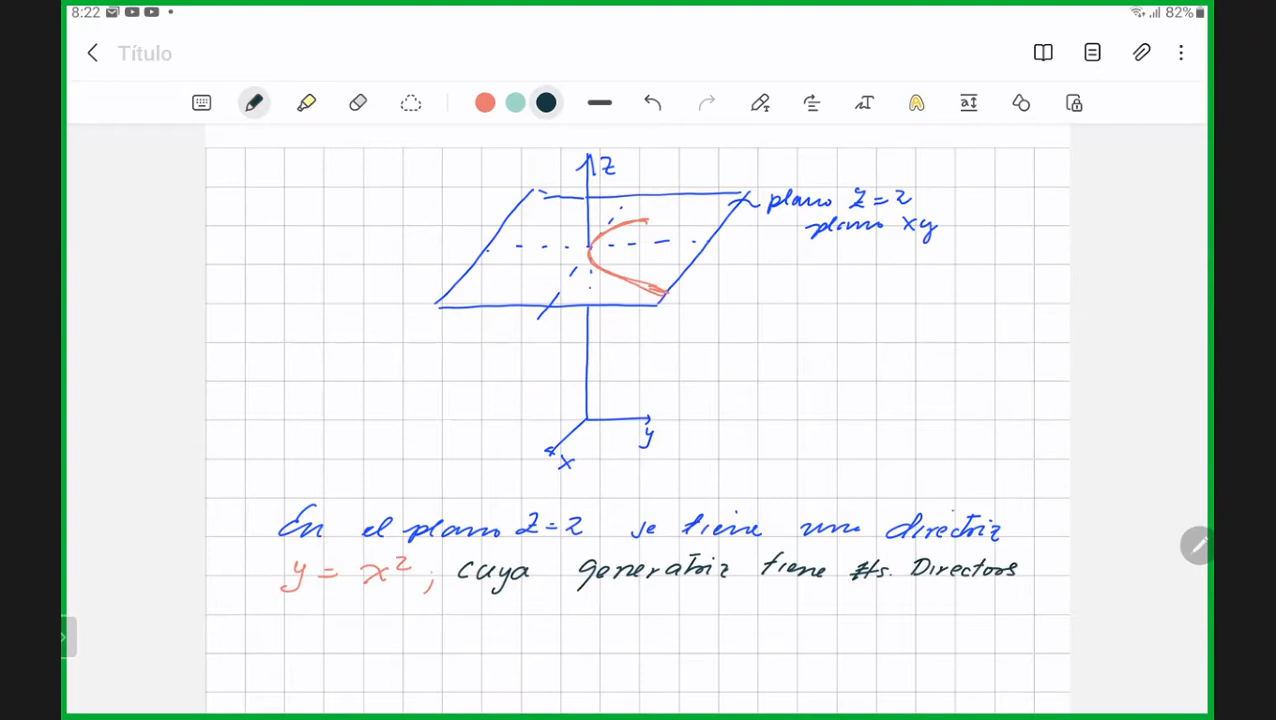 8:22
82%
Título
z
plano z=2
plano xy
y
x
En el plano z=2 se tiene una directriz
y = x²; cuya generatriz tiene #s. Directors